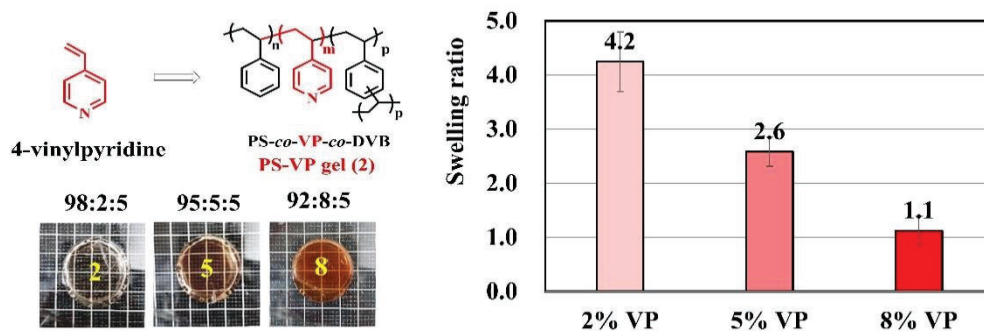 n
m
p
N
N
p
4-vinylpyridine
PS-co-VP-co-DVB
PS-VP gel (2)
98:2:5
95:5:5
92:8:5
2
5
8
Swelling ratio
5.0
4.0
3.0
2.0
1.0
0.0
4.2
2.6
1.1
2% VP
5% VP
8% VP